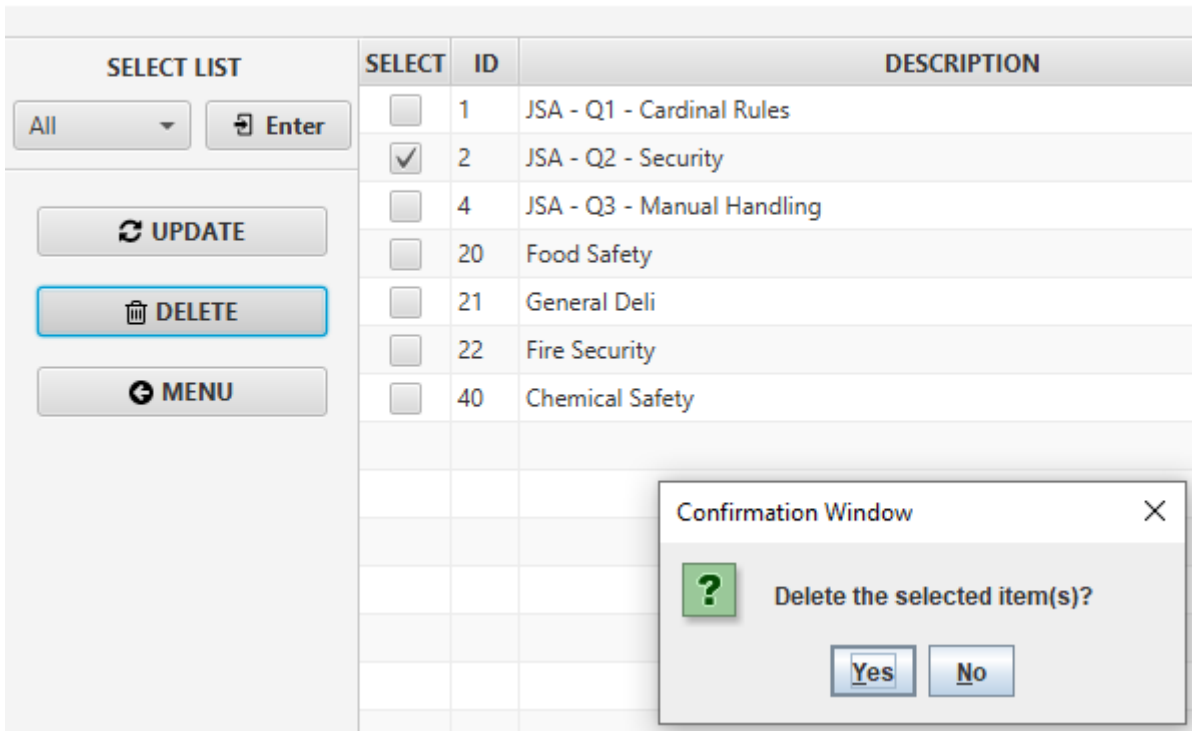 SELECT LIST
All
Enter
UPDATE
DELETE
MENU
SELECT ID DESCRIPTION
1 JSA - Q1 - Cardinal Rules
2 JSA - Q2 - Security
4 JSA - Q3 - Manual Handling
20 Food Safety
21 General Deli
22 Fire Security
40 Chemical Safety
Confirmation Window
Delete the selected item(s)?
Yes No